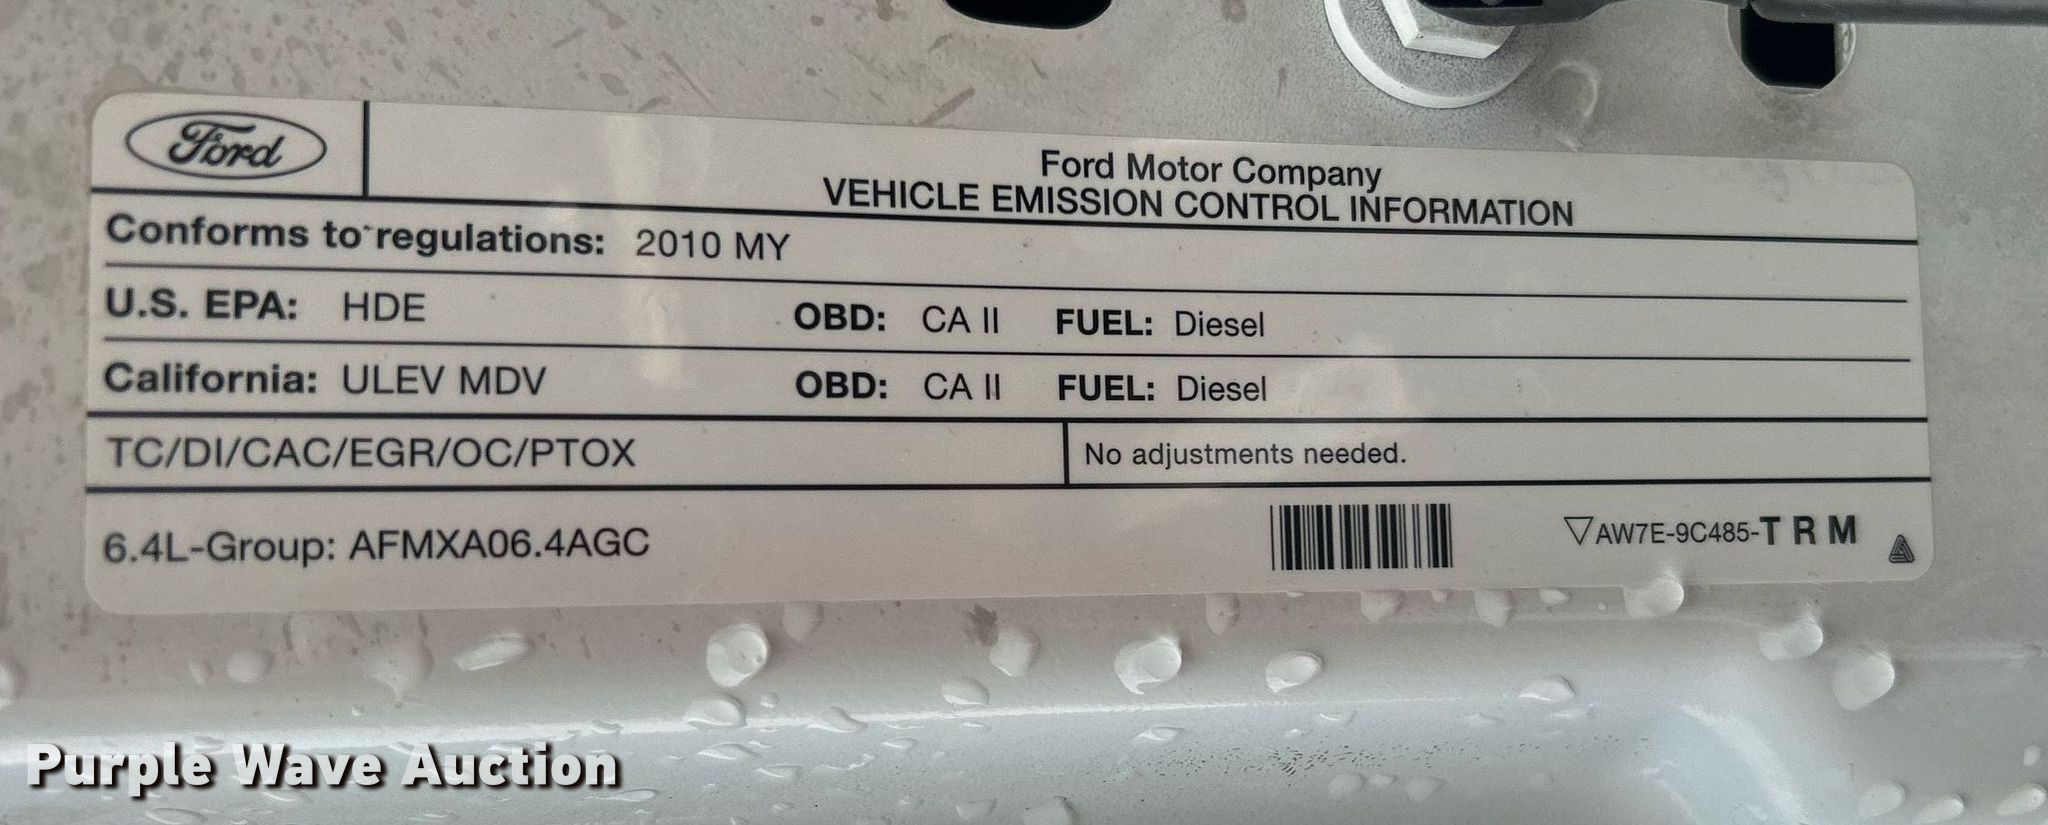 Ford
Ford Motor Company
VEHICLE EMISSION CONTROL INFORMATION
Conforms to regulations: 2010 MY
U.S. EPA: HDE OBD: CA II FUEL: Diesel
California: ULEV MDV OBD: CA II FUEL: Diesel
TC/DI/CAC/EGR/OC/PTOX No adjustments needed.
6.4L-Group: AFMXA06.4AGC AW7E-9C485-TRM
Purple Wave Auction